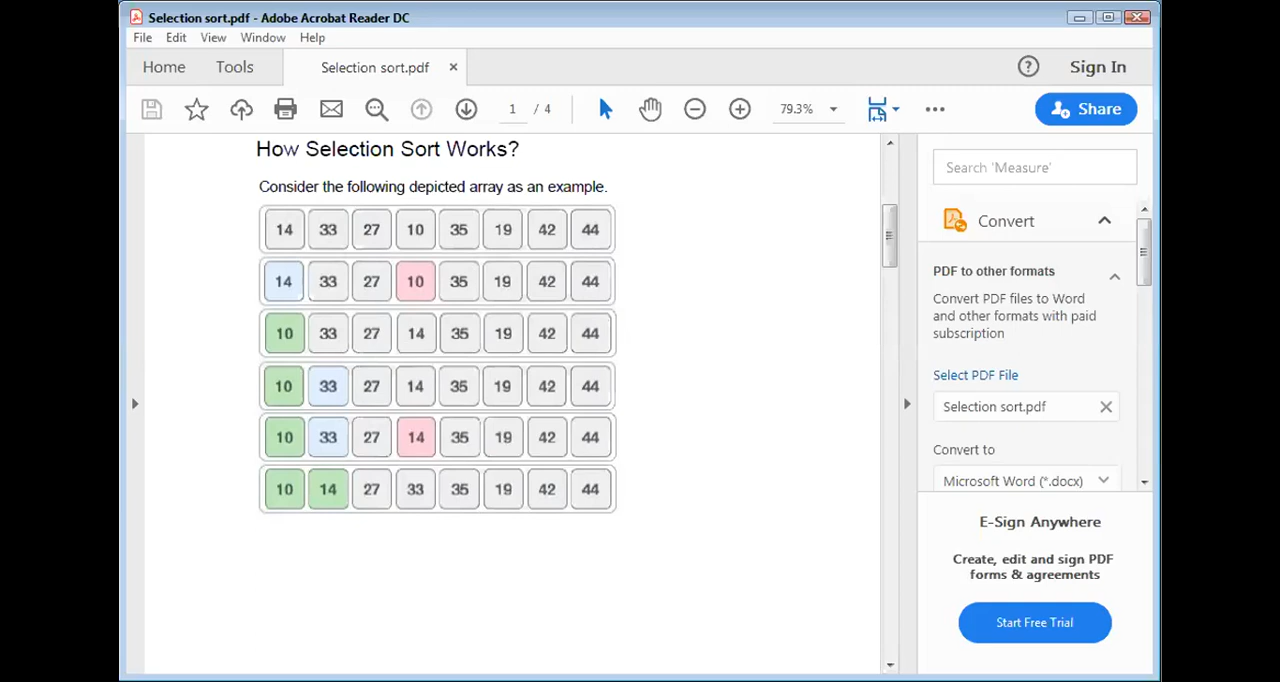 Selection sort.pdf - Adobe Acrobat Reader DC
File Edit View Window Help
Home Tools Selection sort.pdf × ? Sign In
1 / 4 79.3% Share
How Selection Sort Works?
Consider the following depicted array as an example.
14 33 27 10 35 19 42 44
14 33 27 10 35 19 42 44
10 33 27 14 35 19 42 44
10 33 27 14 35 19 42 44
10 33 27 14 35 19 42 44
10 14 27 33 35 19 42 44
Search 'Measure'
Convert
PDF to other formats
Convert PDF files to Word
and other formats with paid
subscription
Select PDF File
Selection sort.pdf
Convert to
Microsoft Word (*.docx)
E-Sign Anywhere
Create, edit and sign PDF
forms & agreements
Start Free Trial